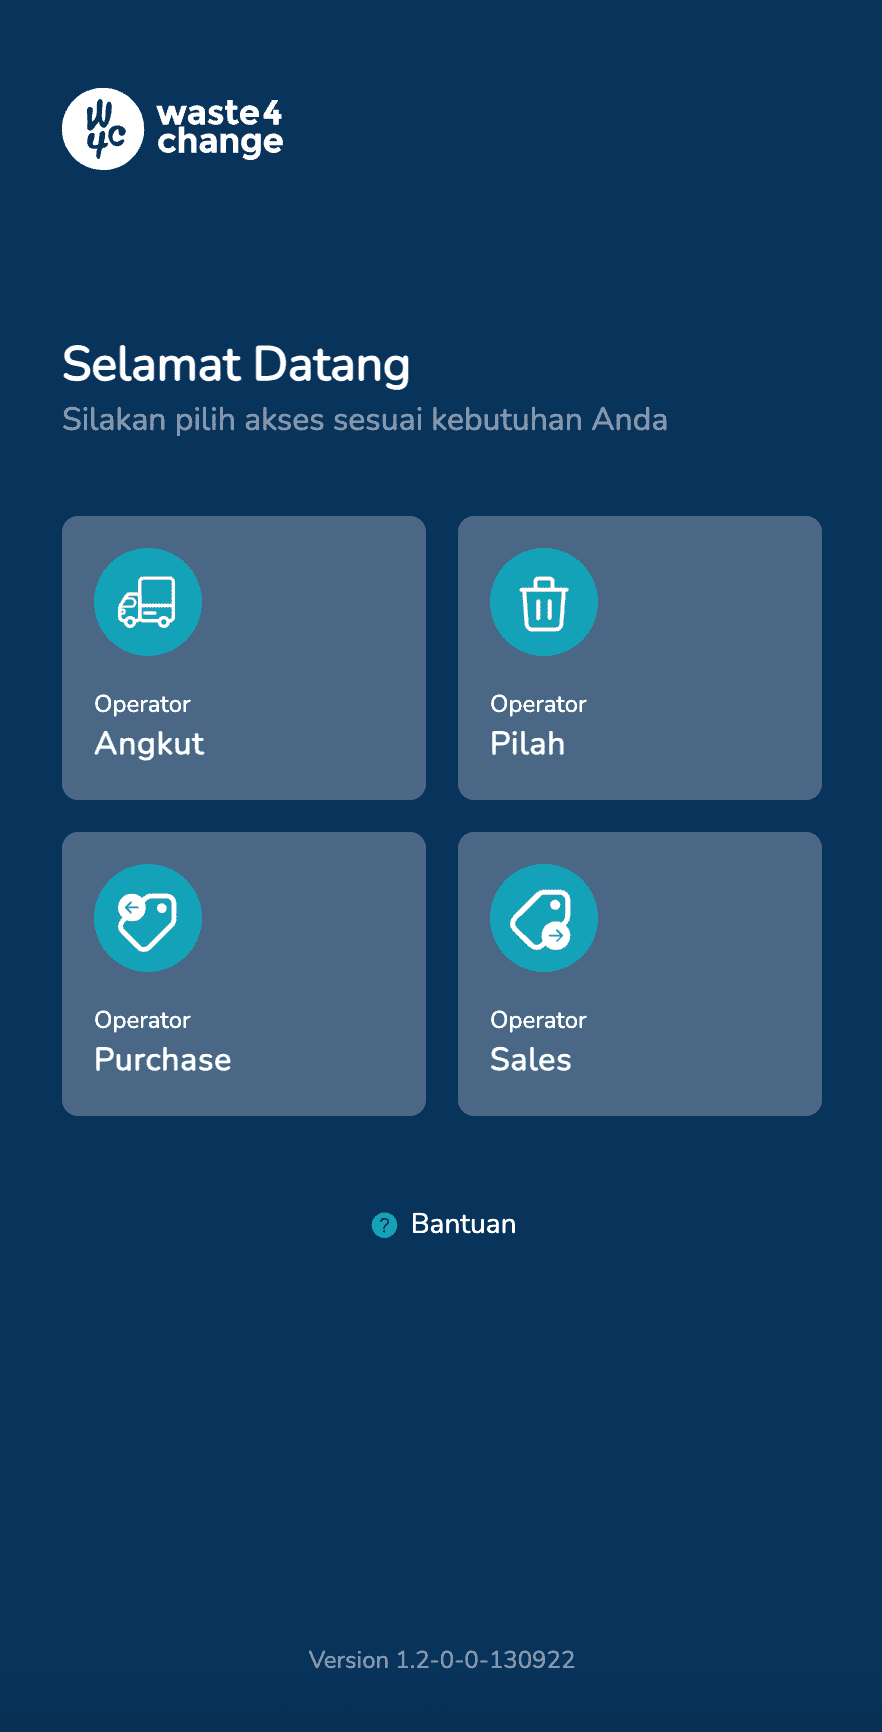 W4C
waste4
change
Selamat Datang
Silakan pilih akses sesuai kebutuhan Anda
Operator
Angkut
Operator
Pilah
Operator
Purchase
Operator
Sales
? Bantuan
Version 1.2-0-0-130922